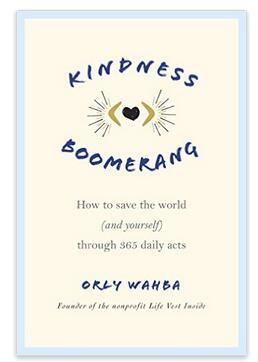 KINDNESS
BOOMERANG
How to save the world
(and yourself)
through 365 daily acts
ORLY WAHBA
Founder of the nonprofit Life Vest Inside